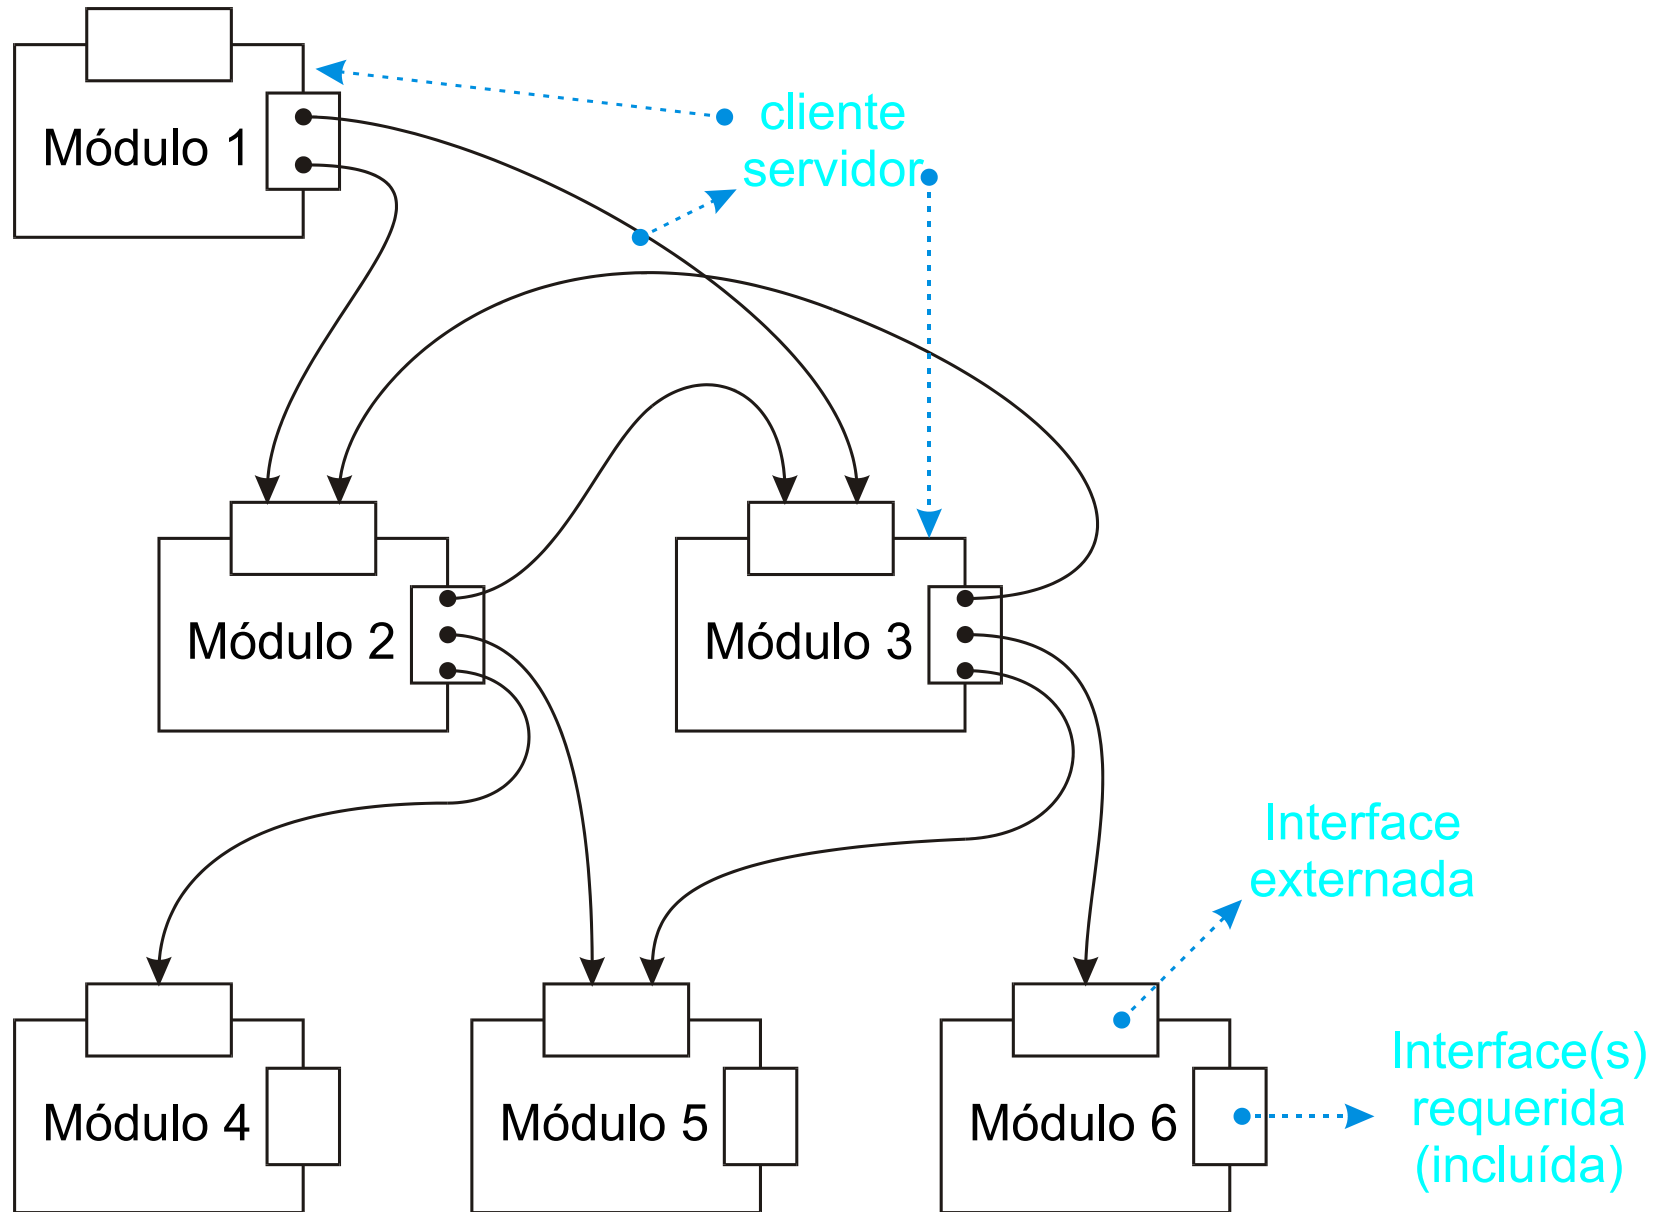 cliente
Módulo 1
servidor
Módulo 2
Módulo 3
Interface
externada
Interface(s)
Módulo 4
Módulo 5
Módulo 6
requerida
(incluída)